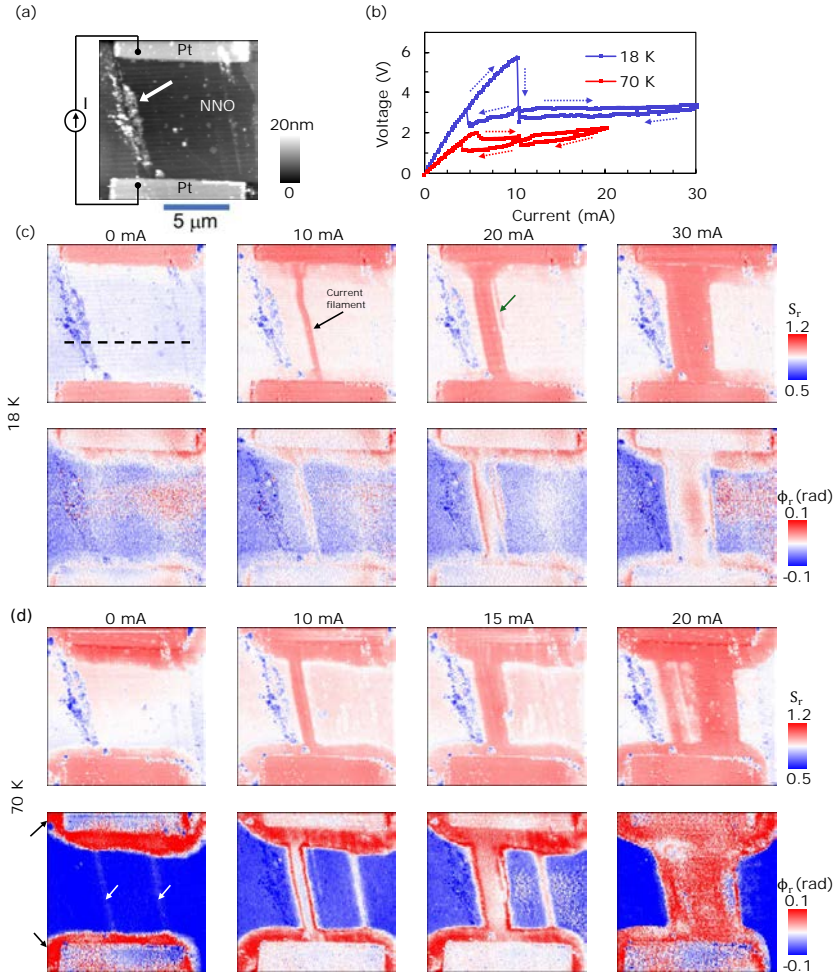 (a)
Pt
I
NNO
20nm
0
Pt
5 μm
(b)
Voltage (V)
6
4
2
0
18 K
70 K
0 10 20 30
Current (mA)
(c)
0 mA 10 mA 20 mA 30 mA
Current
filament
S_r
1.2
0.5
18 K
ϕ_r (rad)
0.1
-0.1
(d)
0 mA 10 mA 15 mA 20 mA
S_r
1.2
0.5
70 K
ϕ_r (rad)
0.1
-0.1